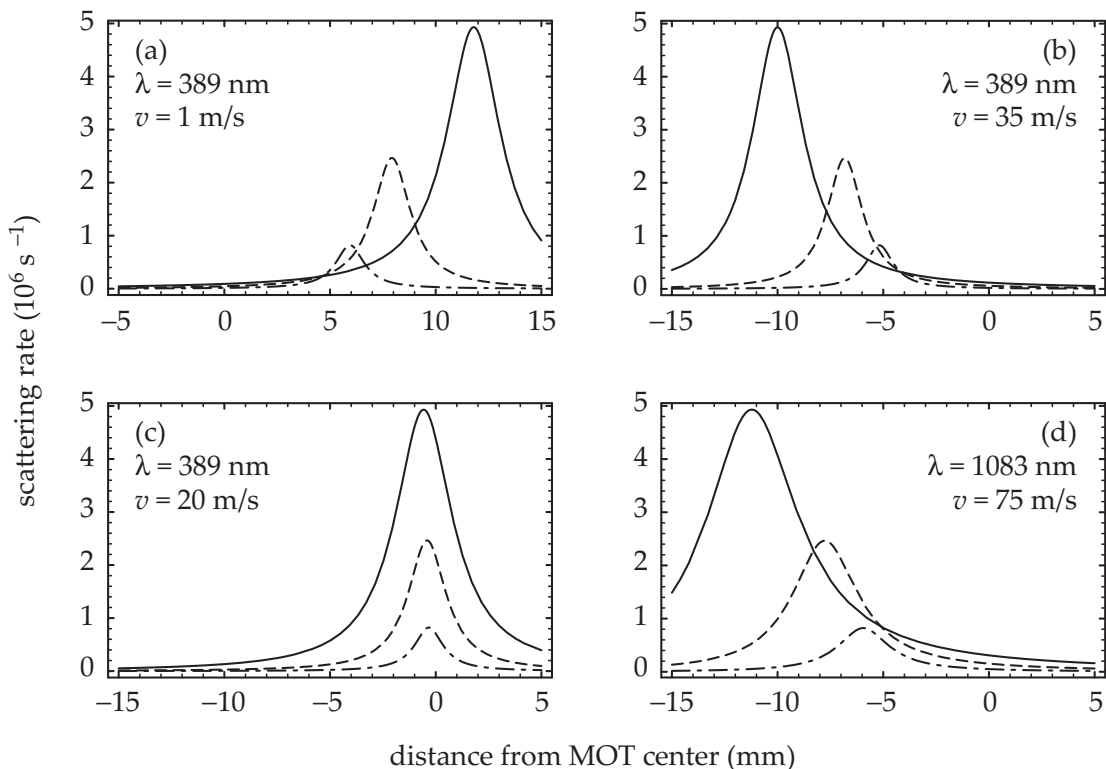 scattering rate (10⁶ s⁻¹)
(a)
λ = 389 nm
v = 1 m/s
5
4
3
2
1
0
−5 0 5 10 15
(b)
λ = 389 nm
v = 35 m/s
5
4
3
2
1
0
−15 −10 −5 0 5
(c)
λ = 389 nm
v = 20 m/s
5
4
3
2
1
0
−15 −10 −5 0 5
(d)
λ = 1083 nm
v = 75 m/s
5
4
3
2
1
0
−15 −10 −5 0 5
distance from MOT center (mm)